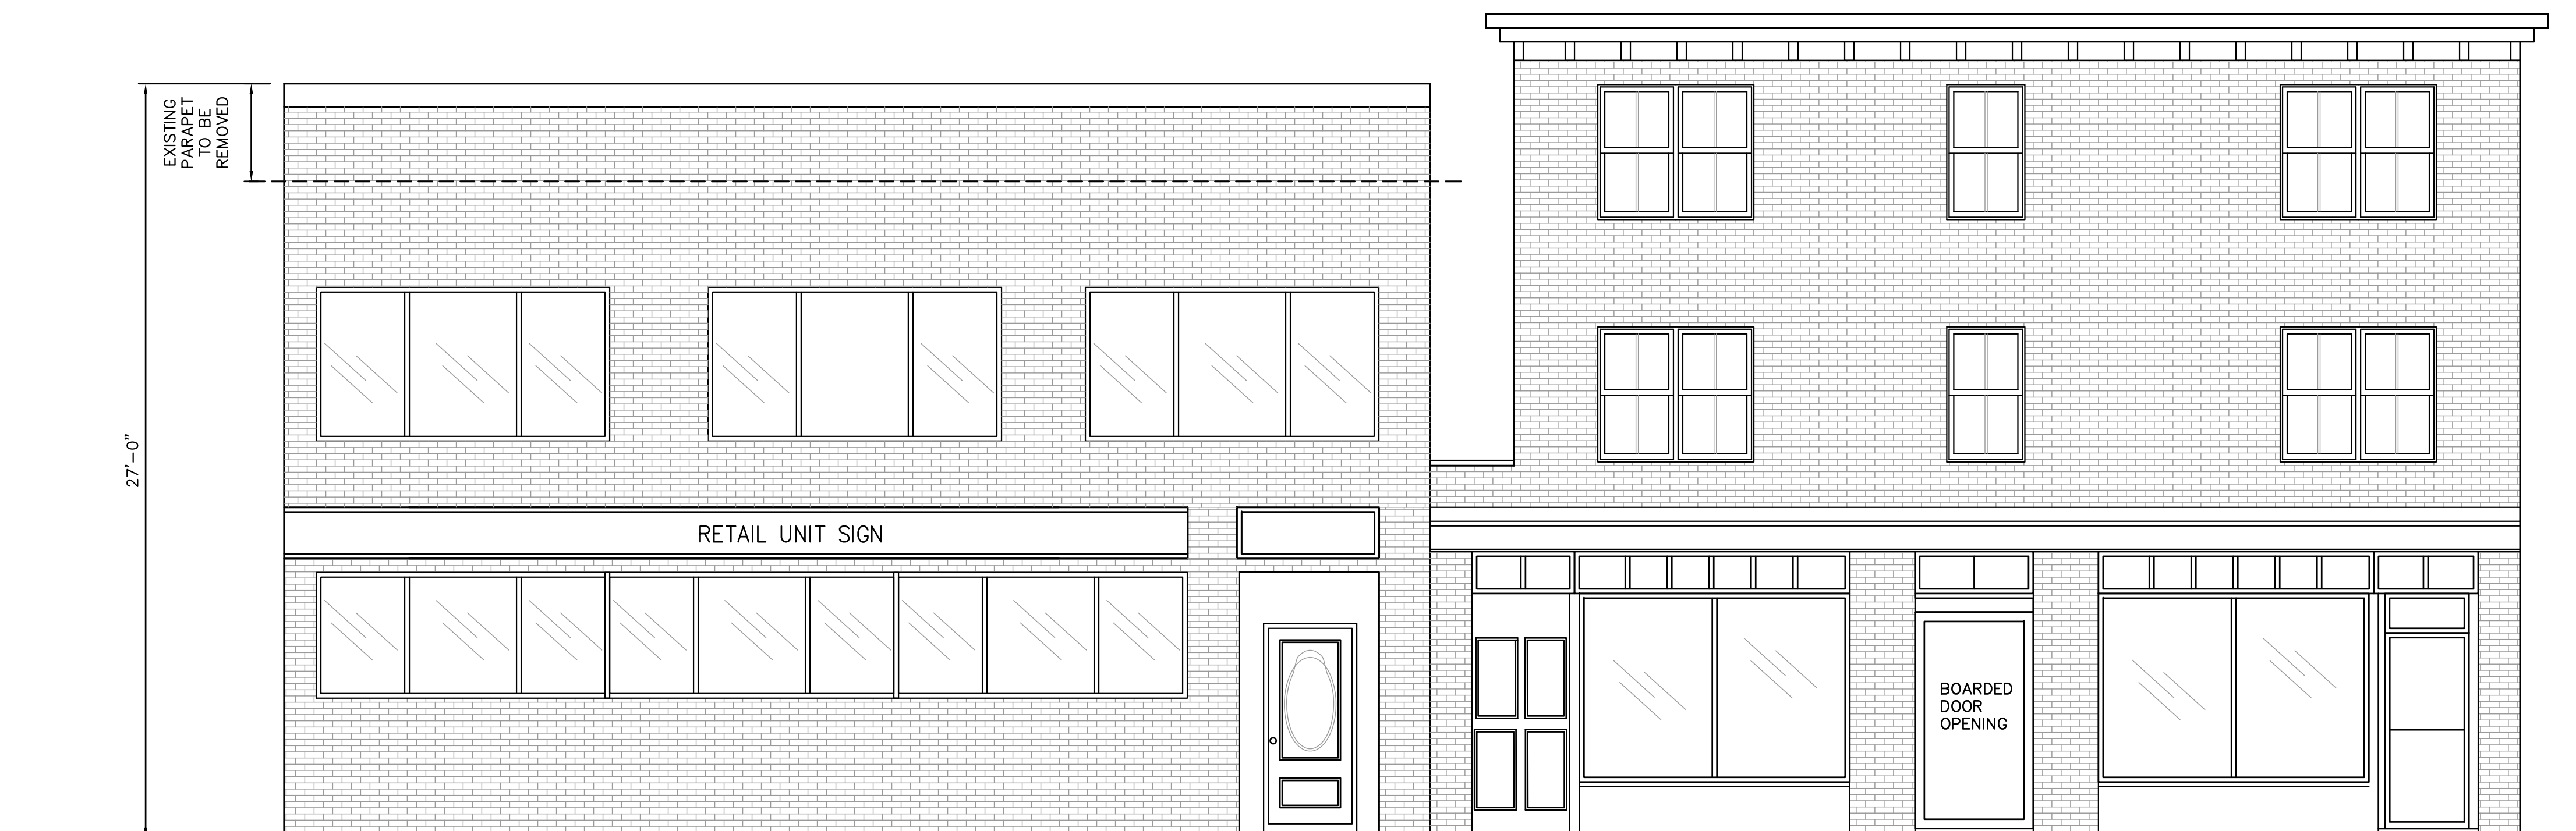 EXISTING
PARAPET
TO BE
REMOVED
27'-0"
RETAIL UNIT SIGN
BOARDED
DOOR
OPENING